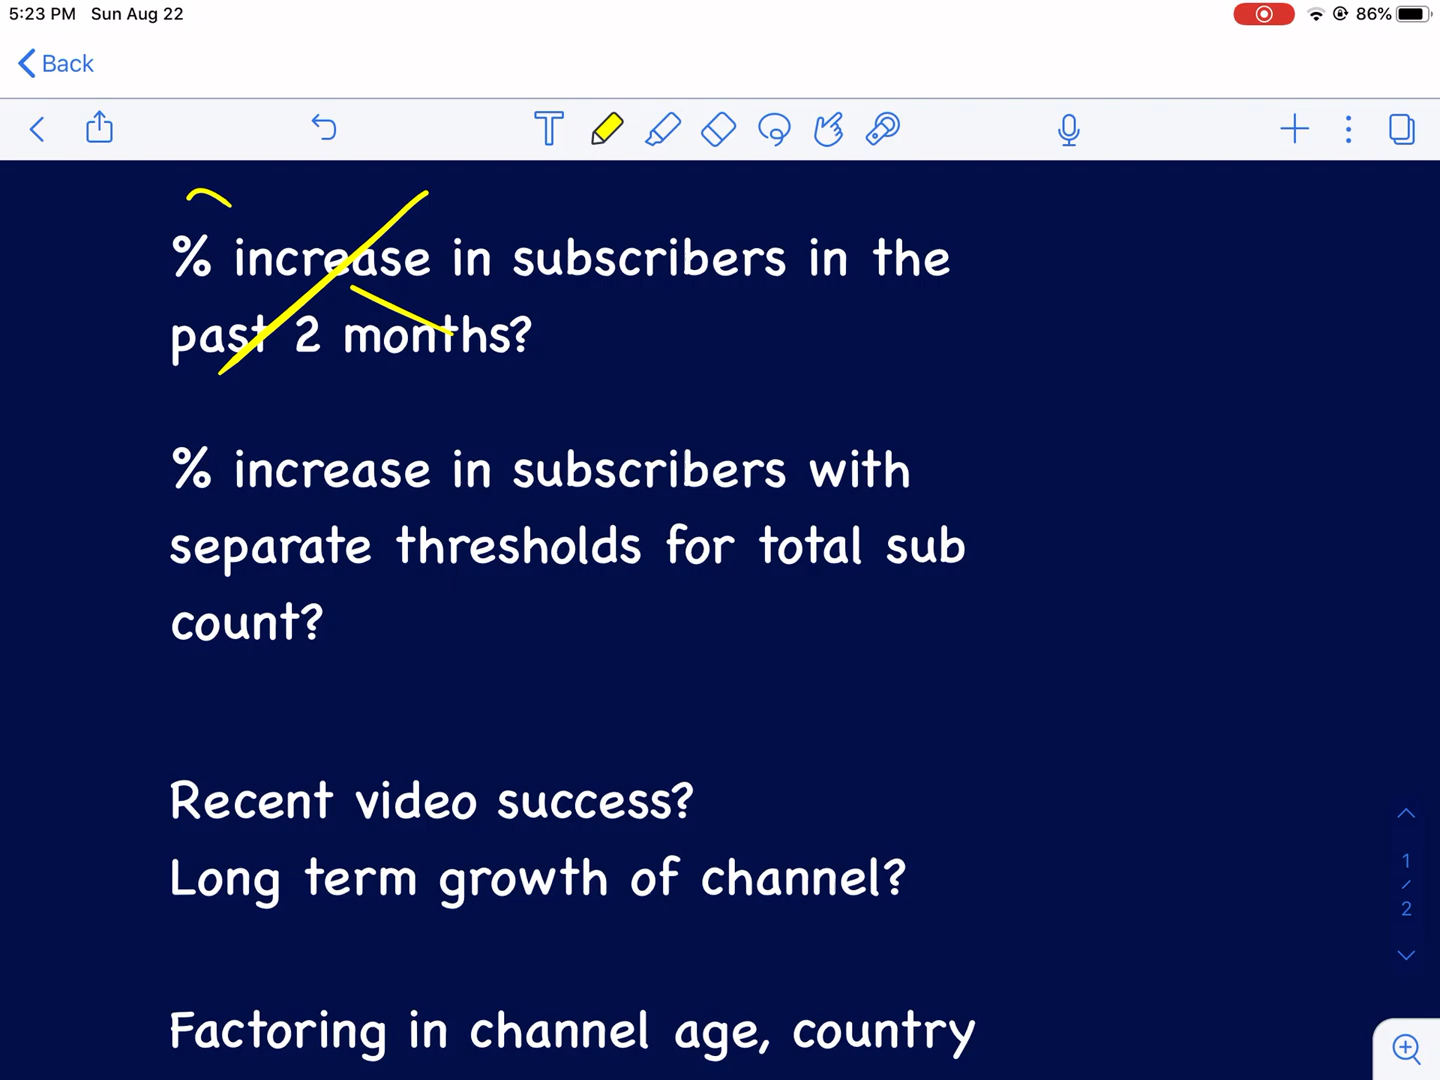 5:23 PM Sun Aug 22 86%
Back
% increase in subscribers in the
past 2 months?
% increase in subscribers with
separate thresholds for total sub
count?
Recent video success?
Long term growth of channel?
1
/
2
Factoring in channel age, country